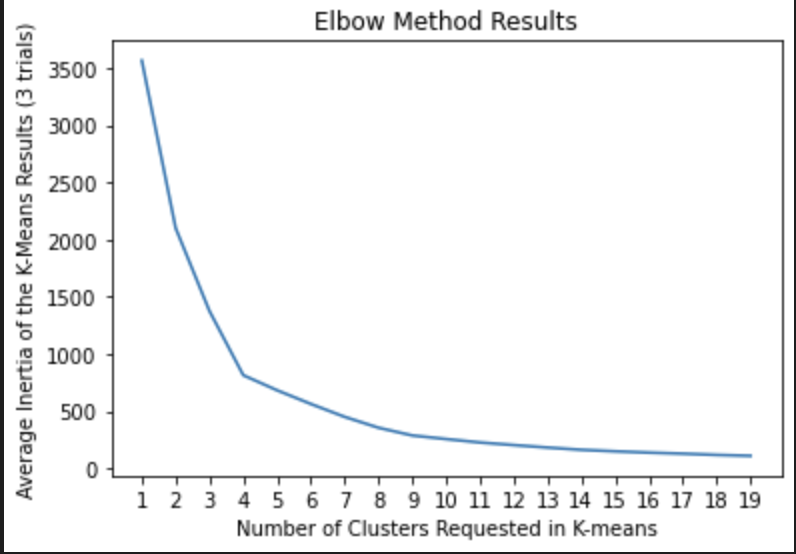 Elbow Method Results
Average Inertia of the K-Means Results (3 trials)
3500
3000
2500
2000
1500
1000
500
0
1 2 3 4 5 6 7 8 9 10 11 12 13 14 15 16 17 18 19
Number of Clusters Requested in K-means